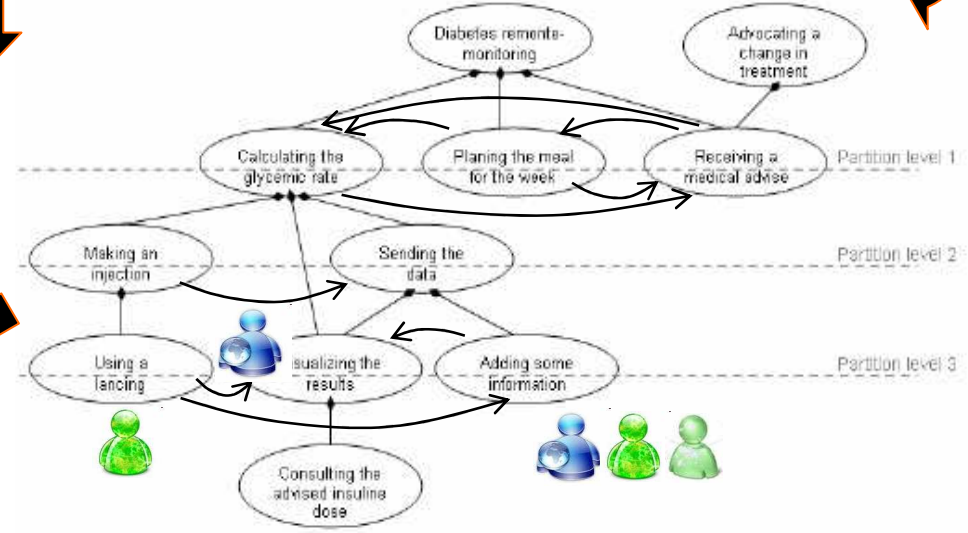 Diabetes remente-
monitoring
Advocating a
change in
treatment
Calculating the
glycemic rate
Planing the meal
for the week
Receiving a
medical advise
Partition level 1
Making an
injection
Sending the
data
Partition level 2
Using a
lancing
isualizing the
results
Adding some
information
Partition level 3
Consulting the
advised insuline
dose